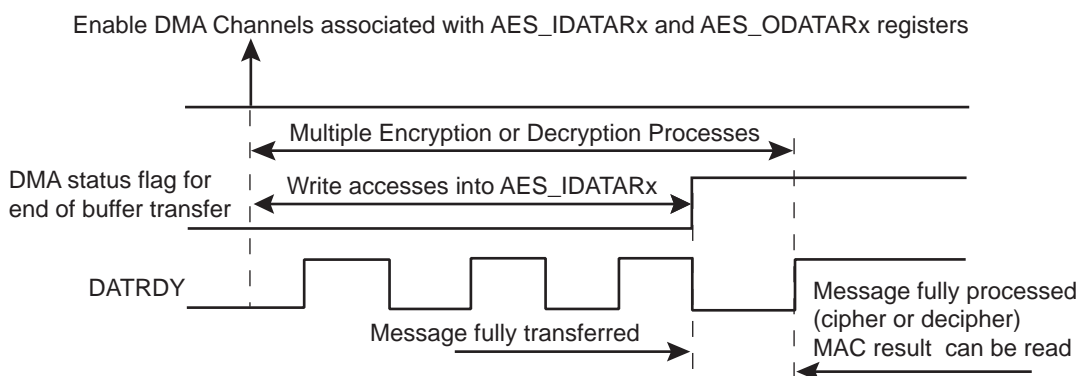 Enable DMA Channels associated with AES_IDATARx and AES_ODATARx registers
Multiple Encryption or Decryption Processes
DMA status flag for
end of buffer transfer
Write accesses into AES_IDATARx
DATRDY
Message fully transferred
Message fully processed
(cipher or decipher)
MAC result can be read